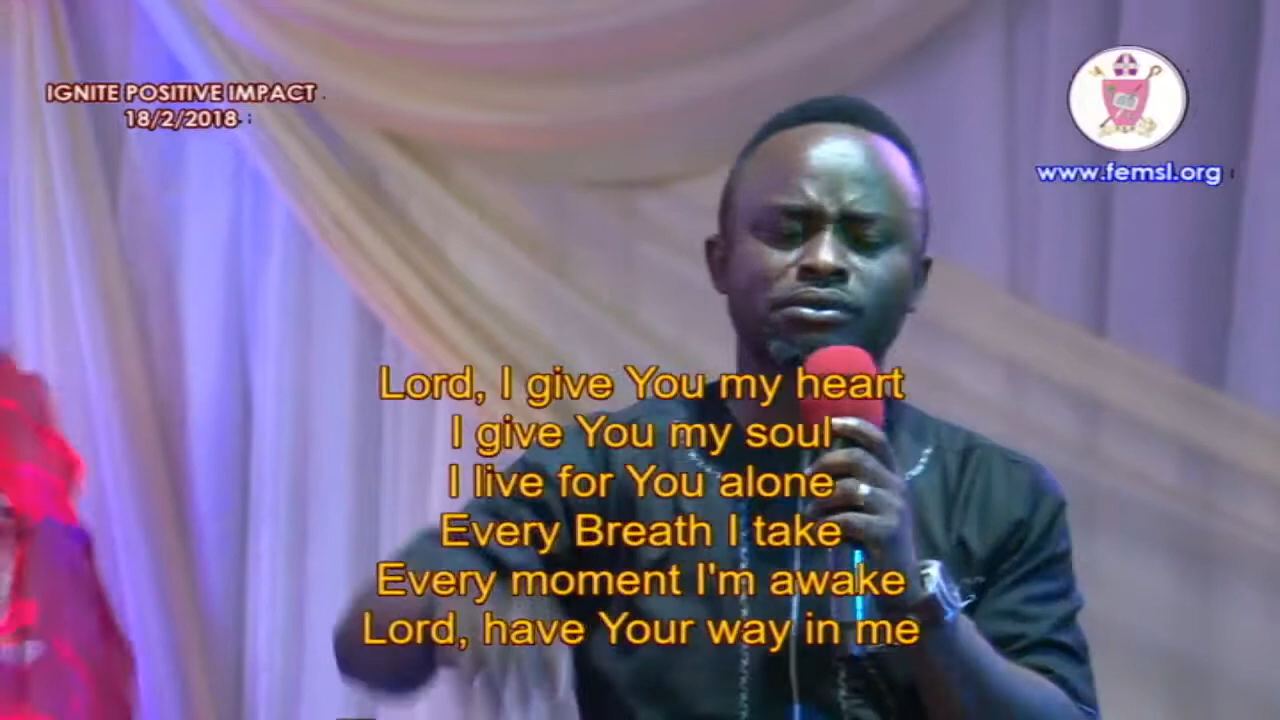 IGNITE POSITIVE IMPACT
18/2/2018
www.femsl.org
Lord, I give You my heart
I give You my soul
I live for You alone
Every Breath I take
Every moment I'm awake
Lord, have Your way in me